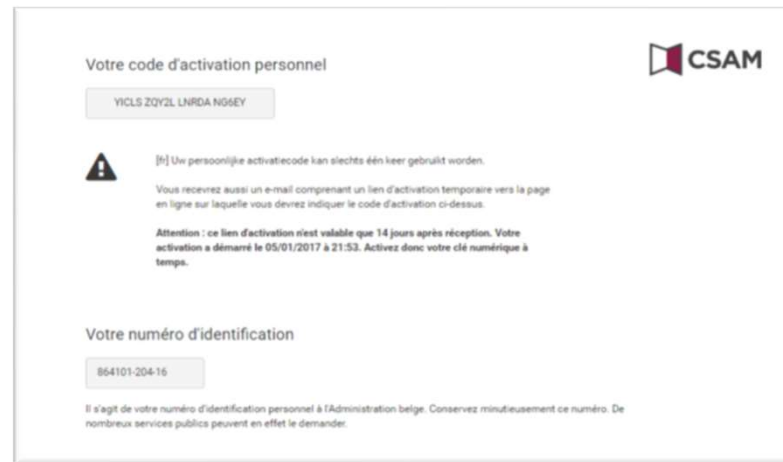 CSAM
Votre code d'activation personnel
YICLS ZQY2L LNRDA NG6EY
[fr] Uw persoonlijke activatiecode kan slechts één keer gebruikt worden.
Vous recevrez aussi un e-mail comprenant un lien d'activation temporaire vers la page
en ligne sur laquelle vous devrez indiquer le code d'activation ci-dessus.
Attention : ce lien d'activation n'est valable que 14 jours après réception. Votre
activation a démarré le 05/01/2017 à 21:53. Activez donc votre clé numérique à
temps.
Votre numéro d'identification
864101-204-16
Il s'agit de votre numéro d'identification personnel à l'Administration belge. Conservez minutieusement ce numéro. De
nombreux services publics peuvent en effet le demander.